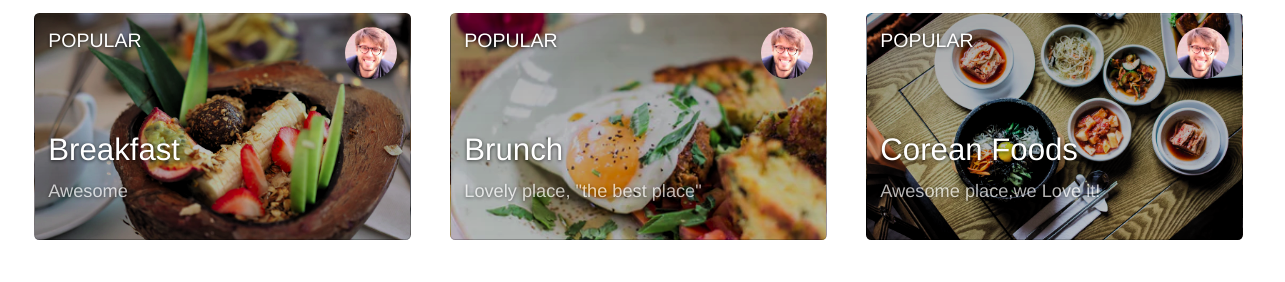 POPULAR
Breakfast
Awesome
POPULAR
Brunch
Lovely place, "the best place"
POPULAR
Corean Foods
Awesome place,we Love it!